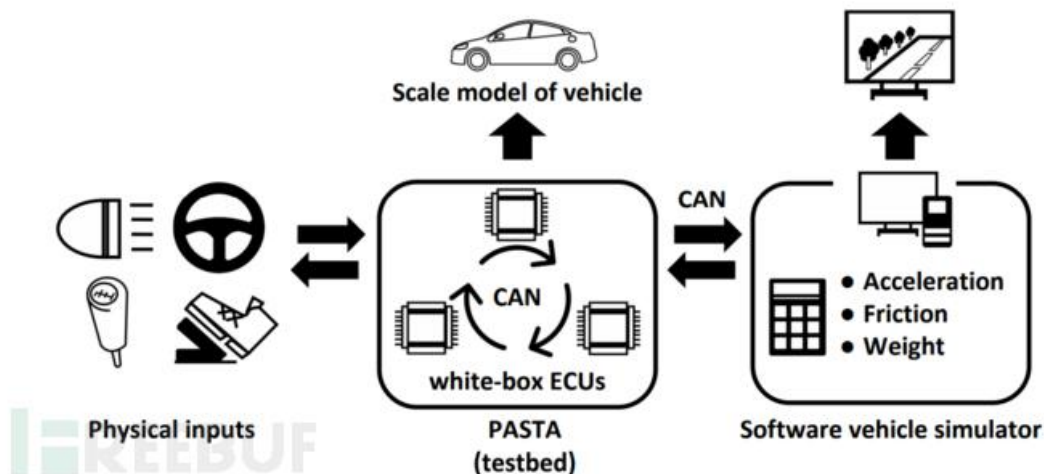 Scale model of vehicle
CAN
CAN
white-box ECUs
● Acceleration
● Friction
● Weight
Physical inputs
PASTA
(testbed)
Software vehicle simulator
REEBUF